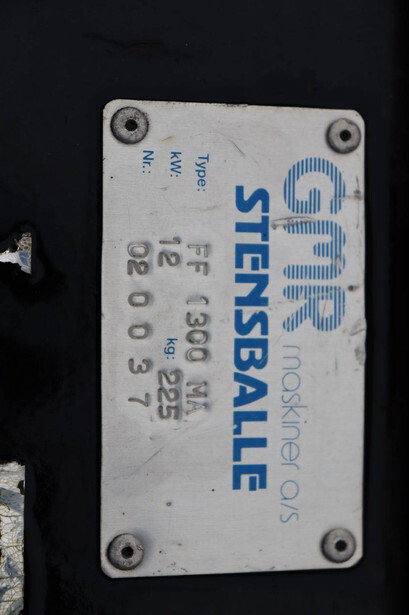 GMR maskiner a/s
STENSBALLE
Type: FF 1300 MA
kW: 12 kg: 225
Nr.: 020037